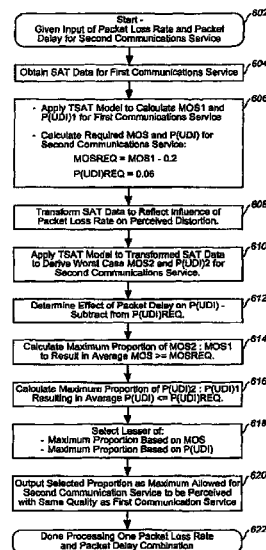 602
Start -
Given Input of Packet Loss Rate and Packet
Delay for Second Communications Service
604
Obtain SAT Data for First Communications Service
606
- Apply TSAT Model to Calculate MOS1 and
P(UDI)1 for First Communications Service
- Calculate Required MOS and P(UDI) for
Second Communications Service:
MOSREQ = MOS1 - 0.2
P(UDI)REQ = 0.06
608
Transform SAT Data to Reflect Influence of
Packet Loss Rate on Perceived Distortion.
610
Apply TSAT Model to Transformed SAT Data
to Derive Worst Case MOS2 and P(UDI)2 for
Second Communications Service.
612
Determine Effect of Packet Delay on P(UDI) -
Subtract from P(UDI)REQ.
614
Calculate Maximum Proportion of MOS2 : MOS1
to Result in Average MOS >= MOSREQ.
616
Calculate Maximum Proportion of P(UDI)2 : P(UDI)1
Resulting in Average P(UDI) <= P(UDI)REQ.
618
Select Lesser of:
- Maximum Proportion Based on MOS
- Maximum Proportion Based on P(UDI)
620
Output Selected Proportion as Maximum Allowed for
Second Communication Service to be Perceived
with Same Quality as First Communication Service
622
Done Processing One Packet Loss Rate
and Packet Delay Combination